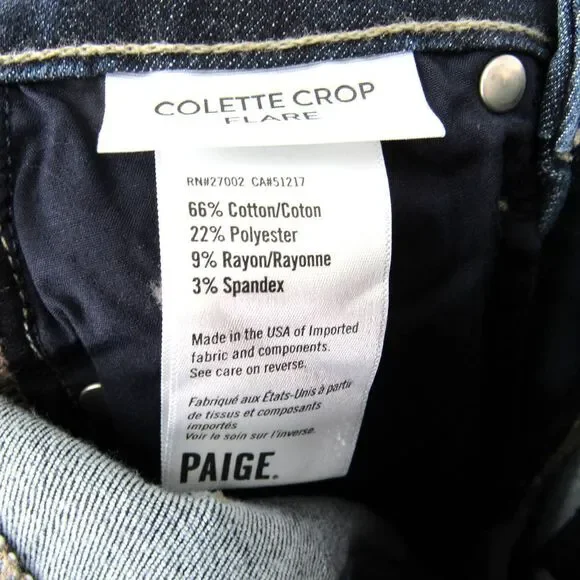 COLETTE CROP
FLARE
RN#27002 CA#51217
66% Cotton/Coton
22% Polyester
9% Rayon/Rayonne
3% Spandex
Made in the USA of Imported
fabric and components.
See care on reverse.
Fabriqué aux États-Unis à partir
de tissus et composants
importés
Voir le soin sur l'inverse.
PAIGE.